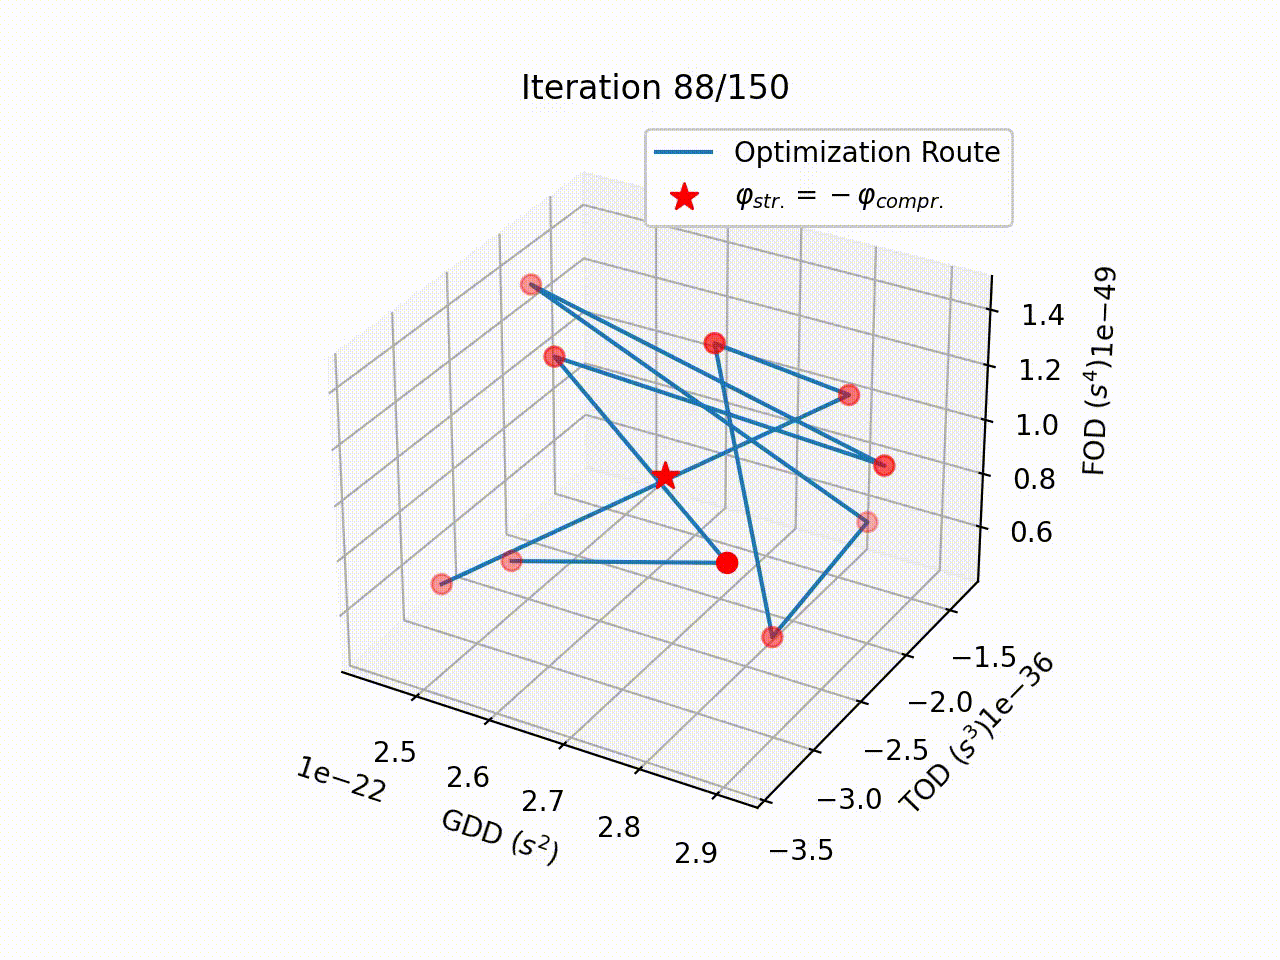 Iteration 88/150
Optimization Route
φstr. = − φcompr.
1.4
1.2
1.0
0.8
0.6
FOD (s⁴)1e−49
−1.5
−2.0
−2.5
−3.0
−3.5
TOD (s³)1e−36
2.5
2.6
2.7
2.8
2.9
1e−22
GDD (s²)